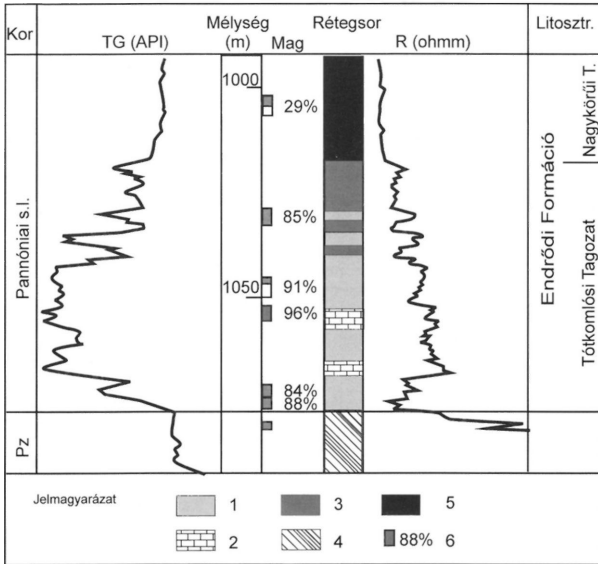 Kor
TG (API)
Mélység
(m)
Mag
Rétegsor
R (ohmm)
Litosztr.
1000
29%
85%
1050
91%
96%
84%
88%
Pannóniai s.l.
Pz
Endrődi Formáció
Nagykörűi T.
Tótkomlósi Tagozat
Jelmagyarázat
1
3
5
2
4
88% 6